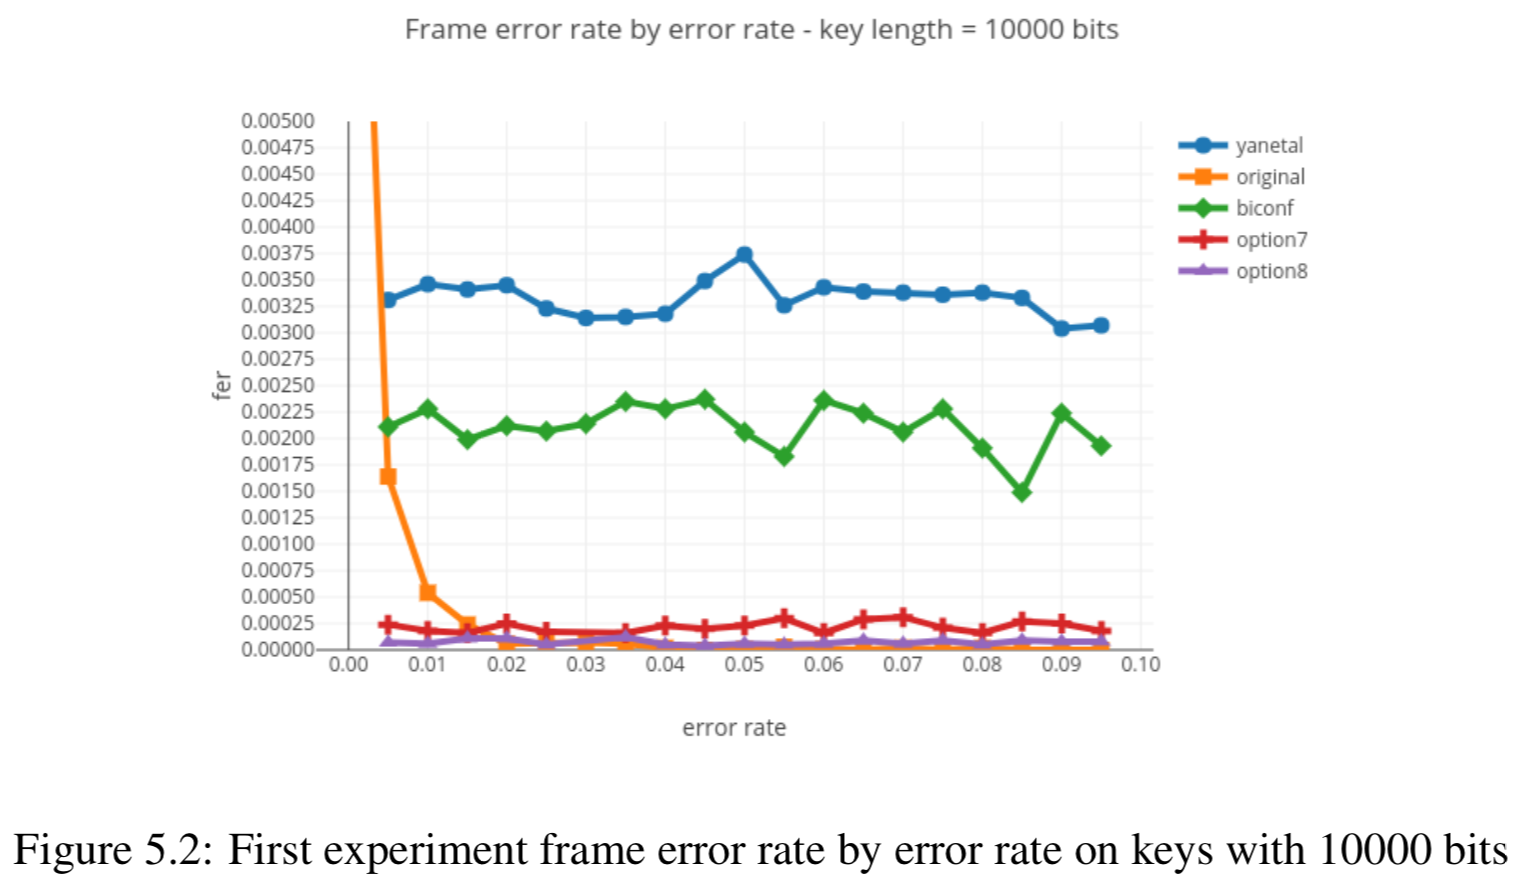 Frame error rate by error rate - key length = 10000 bits
0.00500
0.00475
0.00450
0.00425
0.00400
0.00375
0.00350
0.00325
0.00300
0.00275
0.00250
0.00225
0.00200
0.00175
0.00150
0.00125
0.00100
0.00075
0.00050
0.00025
0.00000
fer
yanetal
original
biconf
option7
option8
0.00 0.01 0.02 0.03 0.04 0.05 0.06 0.07 0.08 0.09 0.10
error rate
Figure 5.2: First experiment frame error rate by error rate on keys with 10000 bits